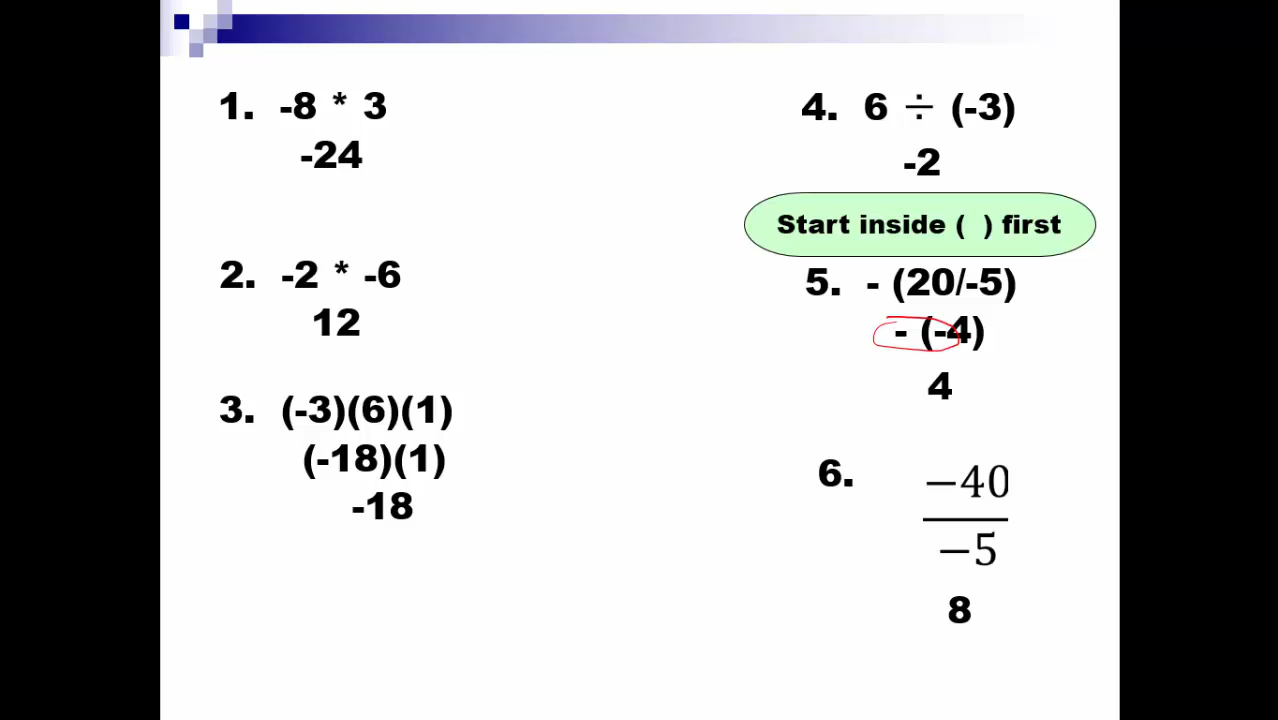 1. -8 * 3
-24
2. -2 * -6
12
3. (-3)(6)(1)
(-18)(1)
-18
4. 6 ÷ (-3)
-2
Start inside ( ) first
5. - (20/-5)
- (-4)
4
6.
−40
−5
8